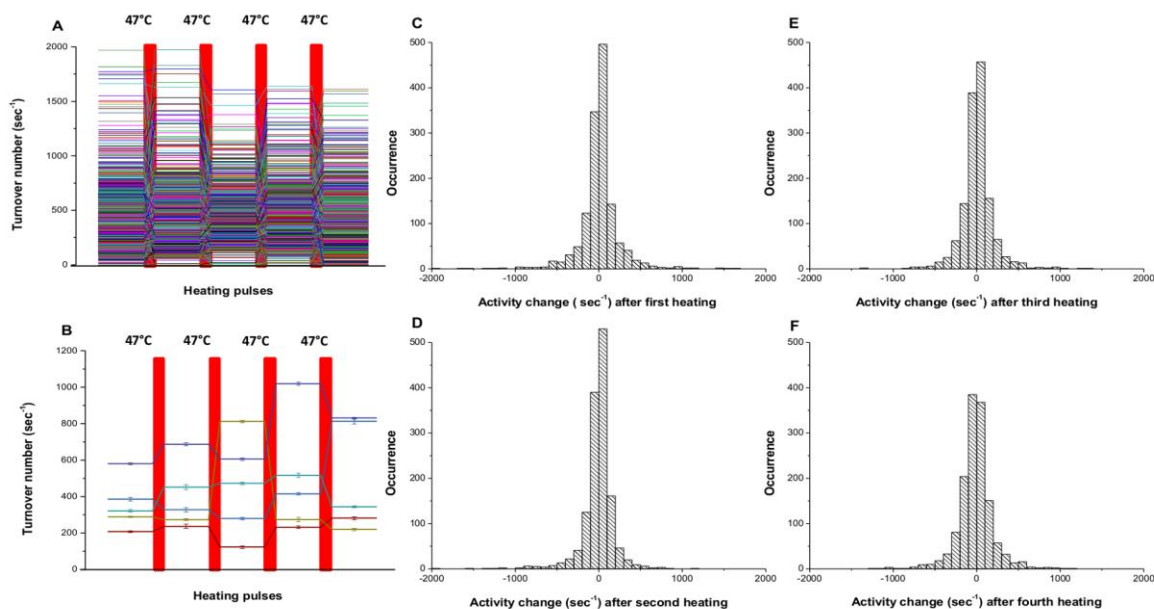 A
47°C 47°C 47°C 47°C
Turnover number (sec⁻¹)
2000
1500
1000
500
0
Heating pulses
B
47°C 47°C 47°C 47°C
Turnover number (sec⁻¹)
1200
1000
800
600
400
200
0
Heating pulses
C
Occurrence
500
400
300
200
100
0
-2000 -1000 0 1000 2000
Activity change ( sec⁻¹) after first heating
D
Occurrence
500
400
300
200
100
0
-2000 -1000 0 1000 2000
Activity change (sec⁻¹) after second heating
E
Occurrence
500
400
300
200
100
0
-2000 -1000 0 1000 2000
Activity change (sec⁻¹) after third heating
F
Occurrence
500
400
300
200
100
0
-2000 -1000 0 1000 2000
Activity change (sec⁻¹) after fourth heating